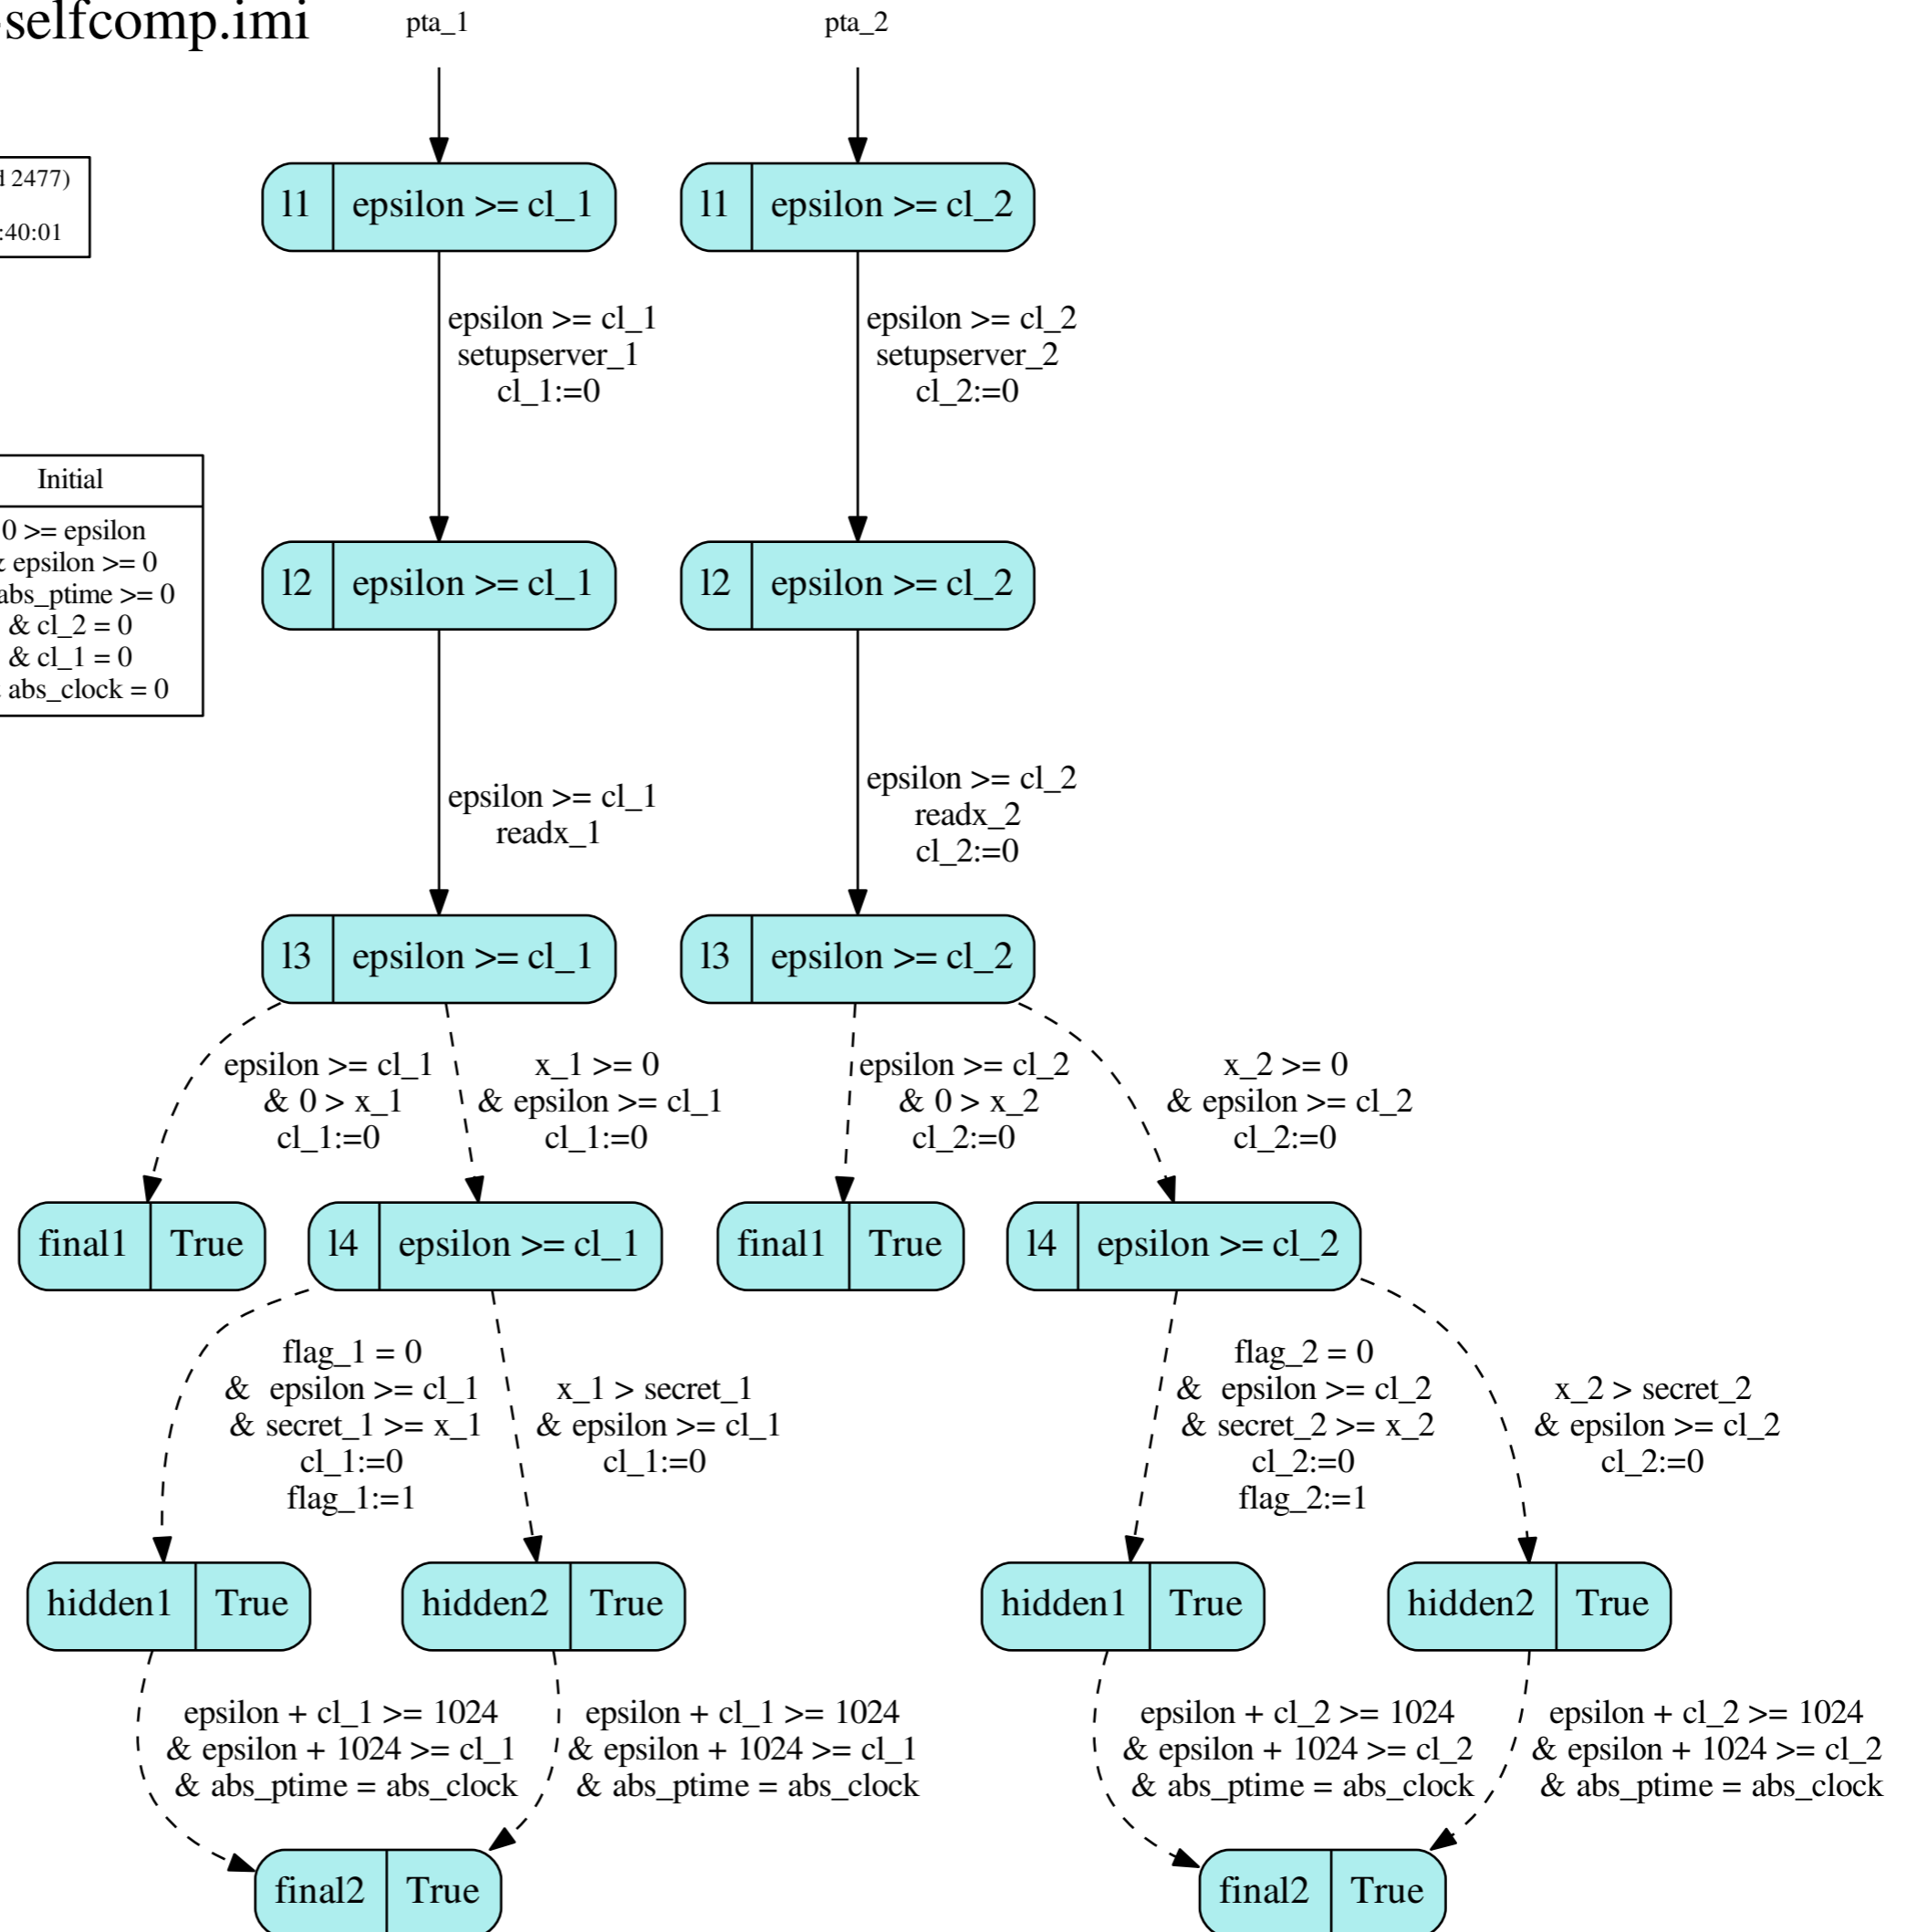 selfcomp.imi
pta_1
pta_2
2477)
:40:01
l1 epsilon >= cl_1
l1 epsilon >= cl_2
epsilon >= cl_1
setupserver_1
cl_1:=0
epsilon >= cl_2
setupserver_2
cl_2:=0
Initial
0 >= epsilon
& epsilon >= 0
abs_ptime >= 0
& cl_2 = 0
& cl_1 = 0
abs_clock = 0
l2 epsilon >= cl_1
l2 epsilon >= cl_2
epsilon >= cl_1
readx_1
epsilon >= cl_2
readx_2
cl_2:=0
l3 epsilon >= cl_1
l3 epsilon >= cl_2
epsilon >= cl_1
& 0 > x_1
cl_1:=0
x_1 >= 0
& epsilon >= cl_1
cl_1:=0
epsilon >= cl_2
& 0 > x_2
cl_2:=0
x_2 >= 0
& epsilon >= cl_2
cl_2:=0
final1 True
l4 epsilon >= cl_1
final1 True
l4 epsilon >= cl_2
flag_1 = 0
& epsilon >= cl_1
& secret_1 >= x_1
cl_1:=0
flag_1:=1
x_1 > secret_1
& epsilon >= cl_1
cl_1:=0
flag_2 = 0
& epsilon >= cl_2
& secret_2 >= x_2
cl_2:=0
flag_2:=1
x_2 > secret_2
& epsilon >= cl_2
cl_2:=0
hidden1 True
hidden2 True
hidden1 True
hidden2 True
epsilon + cl_1 >= 1024
& epsilon + 1024 >= cl_1
& abs_ptime = abs_clock
epsilon + cl_1 >= 1024
& epsilon + 1024 >= cl_1
& abs_ptime = abs_clock
epsilon + cl_2 >= 1024
& epsilon + 1024 >= cl_2
& abs_ptime = abs_clock
epsilon + cl_2 >= 1024
& epsilon + 1024 >= cl_2
& abs_ptime = abs_clock
final2 True
final2 True